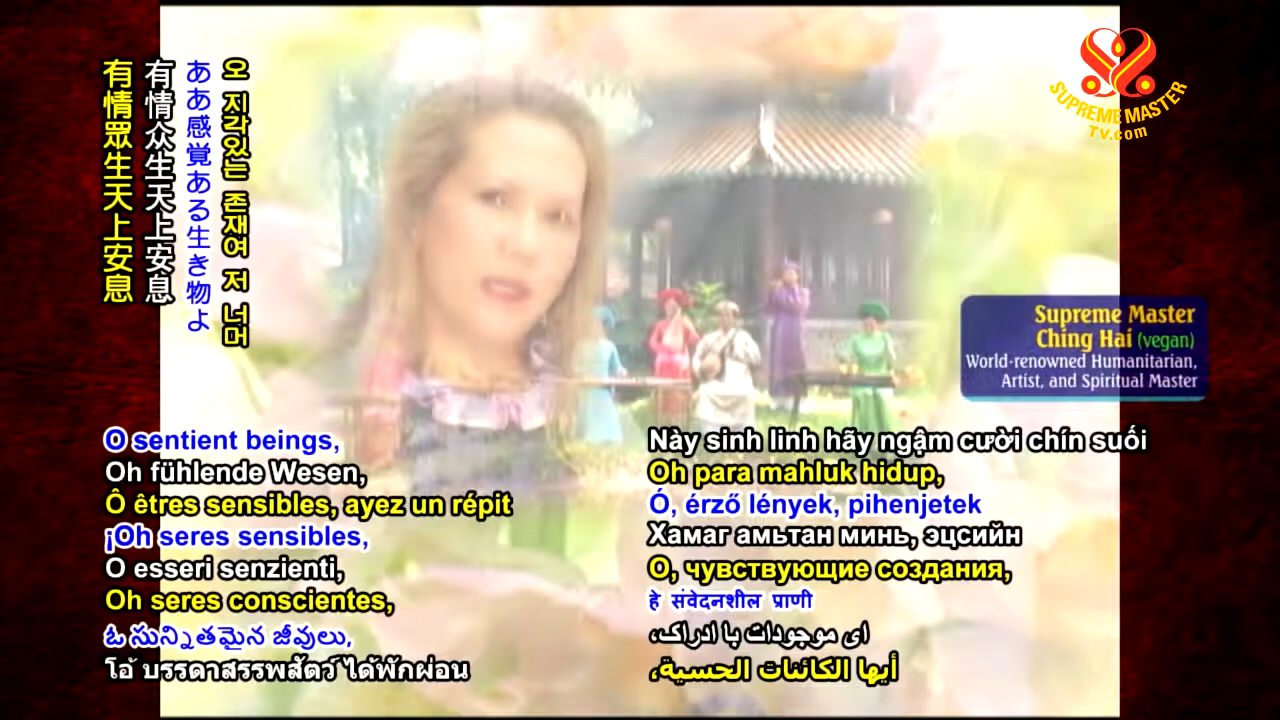 有情眾生天上安息
有情众生天上安息
ああ感覚ある生き物よ
오 지각있는 존재여 저 너머
SUPREME MASTER
TV.com
Supreme Master
Ching Hai (vegan)
World-renowned Humanitarian,
Artist, and Spiritual Master
O sentient beings,
Oh fühlende Wesen,
Ô êtres sensibles, ayez un répit
¡Oh seres sensibles,
O esseri senzienti,
Oh seres conscientes,
ఓ సున్నితమైన జీవులు,
โอ้ บรรดาสรรพสัตว์ ได้พักผ่อน
Này sinh linh hãy ngậm cười chín suối
Oh para mahluk hidup,
Ó, érző lények, pihenjetek
Хамаг амьтан минь, эцсийн
О, чувствующие создания,
हे संवेदनशील प्राणी
ای موجودات با ادراک،
أيها الكائنات الحسية،